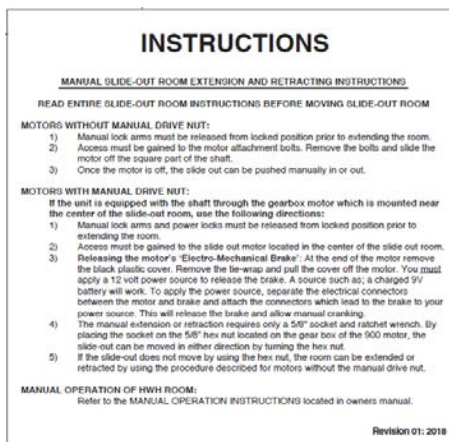 INSTRUCTIONS
MANUAL SLIDE-OUT ROOM EXTENSION AND RETRACTING INSTRUCTIONS
READ ENTIRE SLIDE-OUT ROOM INSTRUCTIONS BEFORE MOVING SLIDE-OUT ROOM
MOTORS WITHOUT MANUAL DRIVE NUT:
1) Manual lock arms must be released from locked position prior to extending the room.
2) Access must be gained to the motor attachment bolts. Remove the bolts and slide the
motor off the square part of the shaft.
3) Once the motor is off, the slide out can be pushed manually in or out.
MOTORS WITH MANUAL DRIVE NUT:
If the unit is equipped with the shaft through the gearbox motor which is mounted near
the center of the slide-out room, use the following directions:
1) Manual lock arms and power locks must be released from locked position prior to
extending the room.
2) Access must be gained to the slide out motor located in the center of the slide out room.
3) Releasing the motor's 'Electro-Mechanical Brake': At the end of the motor remove
the black plastic cover. Remove the tie-wrap and pull the cover off the motor. You must
apply a 12 volt power source to release the brake. A source such as; a charged 9V
battery will work. To apply the power source, separate the electrical connectors
between the motor and brake and attach the connectors which lead to the brake to your
power source. This will release the brake and allow manual cranking.
4) The manual extension or retraction requires only a 5/8" socket and ratchet wrench. By
placing the socket on the 5/8" hex nut located on the gear box of the 900 motor, the
slide-out can be moved in either direction by turning the hex nut.
5) If the slide-out does not move by using the hex nut, the room can be extended or
retracted by using the procedure described for motors without the manual drive nut.
MANUAL OPERATION OF HWH ROOM:
Refer to the MANUAL OPERATION INSTRUCTIONS located in owners manual.
Revision 01: 2018